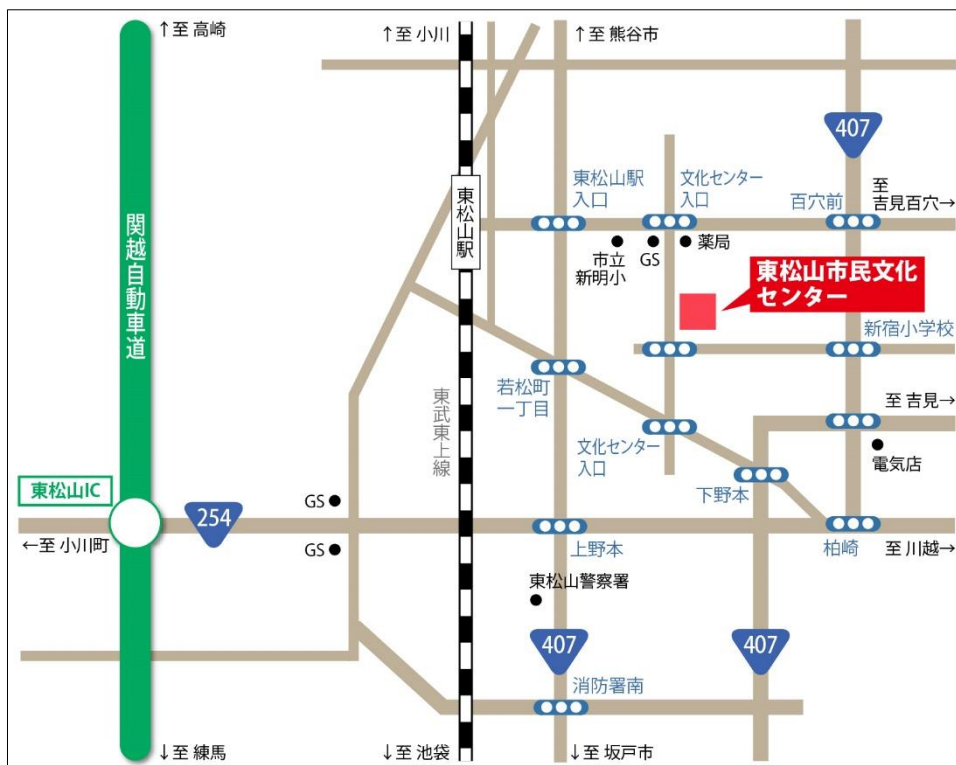 ↑至 高崎
↑至 小川
↑至 熊谷市
407
東松山駅
入口
文化センター
入口
百穴前
至
吉見百穴→
東松山駅
関越自動車道
市立
新明小
GS
薬局
東松山市民文化
センター
新宿小学校
若松町
一丁目
東武東上線
至 吉見→
文化センター
入口
電気店
下野本
東松山IC
254
GS
GS
←至 小川町
上野本
柏崎
至 川越→
東松山警察署
407
407
消防署南
↓至 練馬
↓至 池袋
↓至 坂戸市